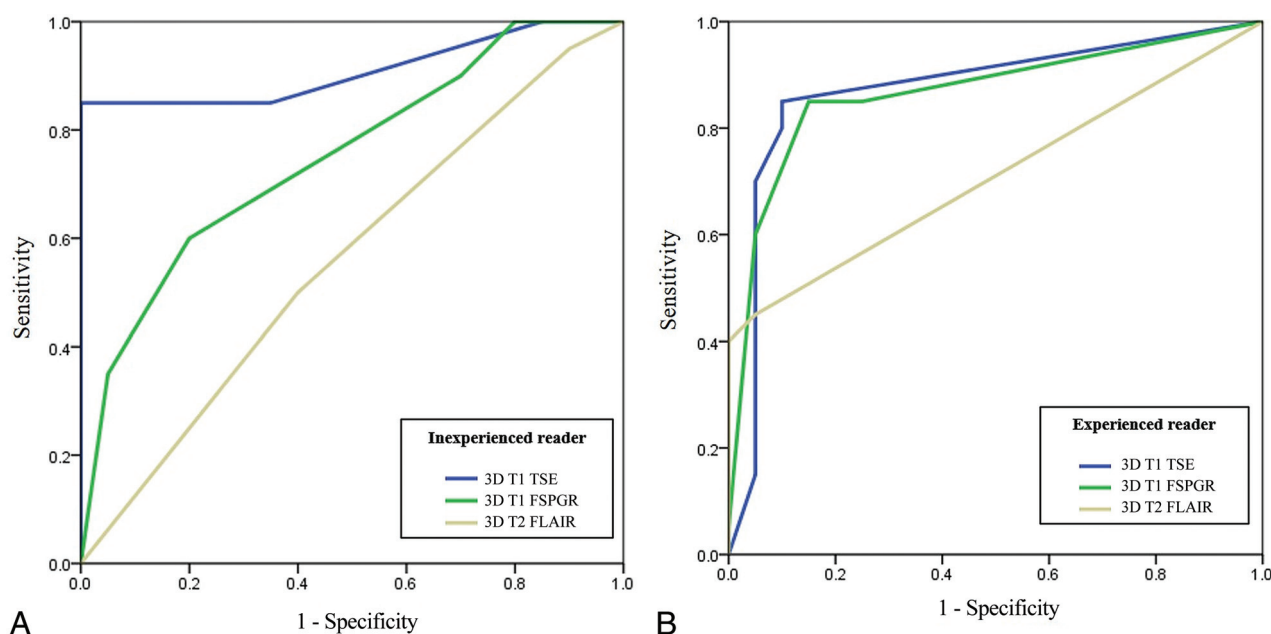 1.0
0.8
0.6
0.4
0.2
0.0
Sensitivity
0.0 0.2 0.4 0.6 0.8 1.0
1 - Specificity
Inexperienced reader
3D T1 TSE
3D T1 FSPGR
3D T2 FLAIR
A
1.0
0.8
0.6
0.4
0.2
0.0
Sensitivity
0.0 0.2 0.4 0.6 0.8 1.0
1 - Specificity
Experienced reader
3D T1 TSE
3D T1 FSPGR
3D T2 FLAIR
B